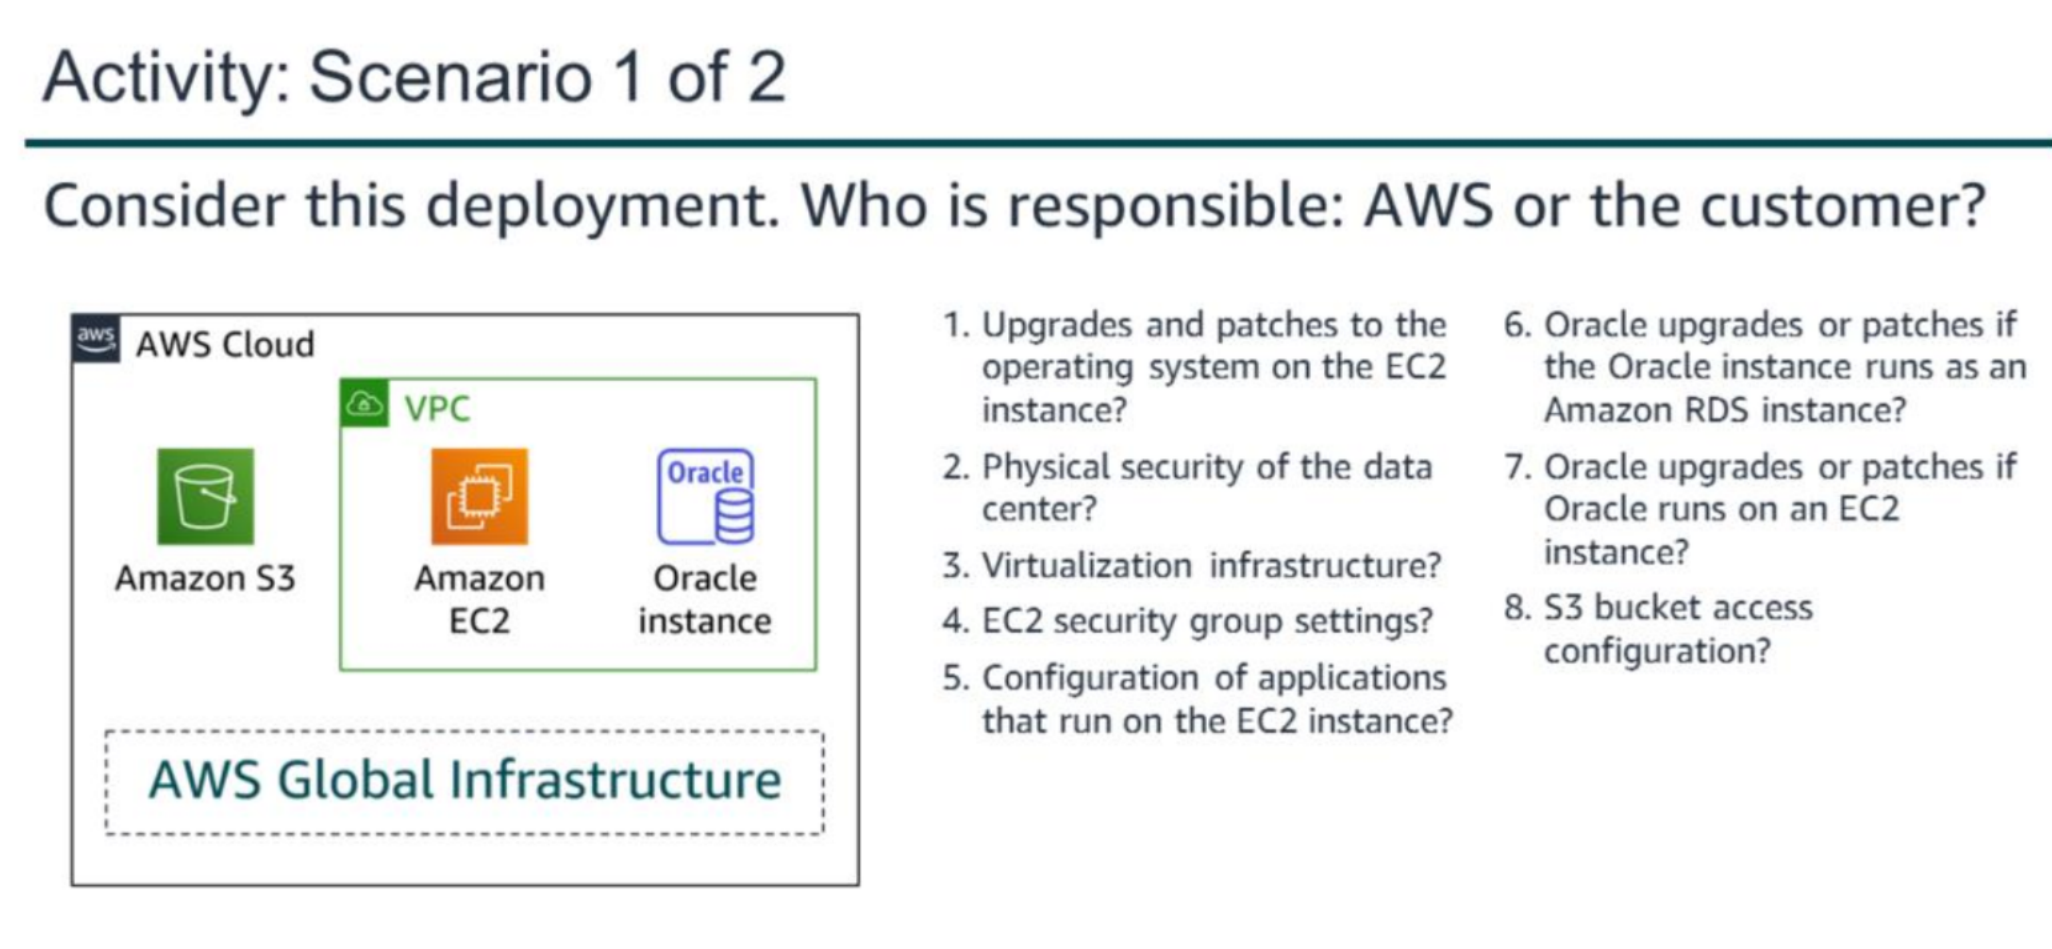 Activity: Scenario 1 of 2
Consider this deployment. Who is responsible: AWS or the customer?
aws
AWS Cloud
VPC
Oracle
Amazon S3
Amazon
EC2
Oracle
instance
AWS Global Infrastructure
1. Upgrades and patches to the
operating system on the EC2
instance?
2. Physical security of the data
center?
3. Virtualization infrastructure?
4. EC2 security group settings?
5. Configuration of applications
that run on the EC2 instance?
6. Oracle upgrades or patches if
the Oracle instance runs as an
Amazon RDS instance?
7. Oracle upgrades or patches if
Oracle runs on an EC2
instance?
8. S3 bucket access
configuration?